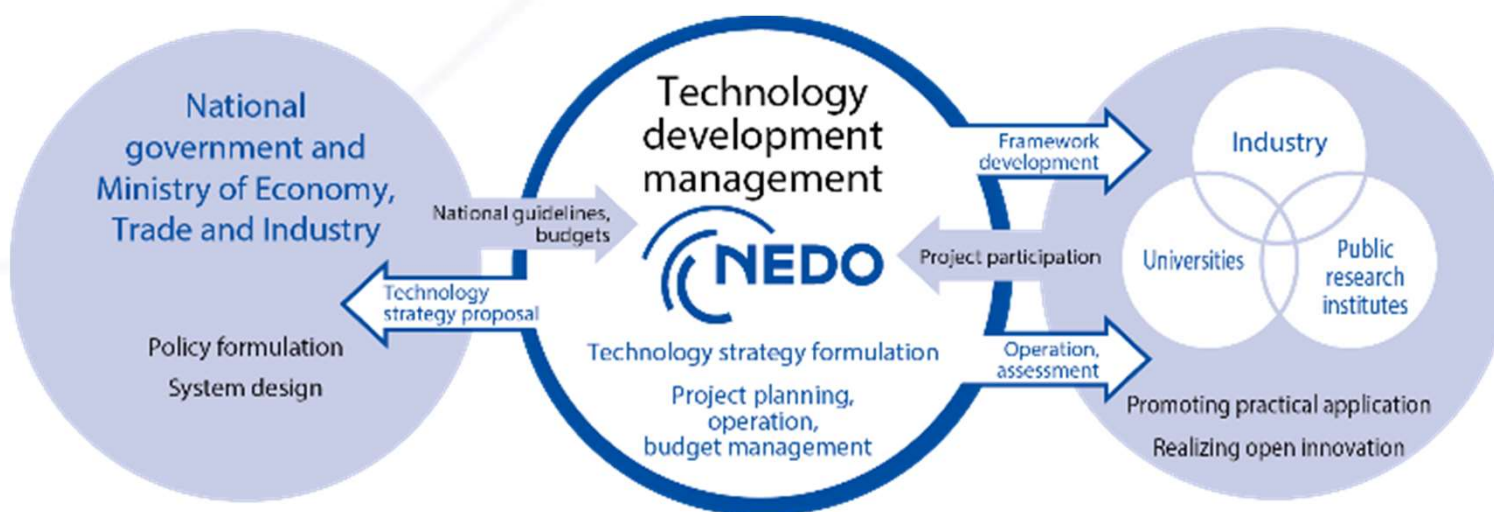 National
government and
Ministry of Economy,
Trade and Industry
Policy formulation
System design
National guidelines,
budgets
Technology
strategy proposal
Technology
development
management
NEDO
Technology strategy formulation
Project planning,
operation,
budget management
Framework
development
Project participation
Operation,
assessment
Industry
Universities
Public
research
institutes
Promoting practical application
Realizing open innovation